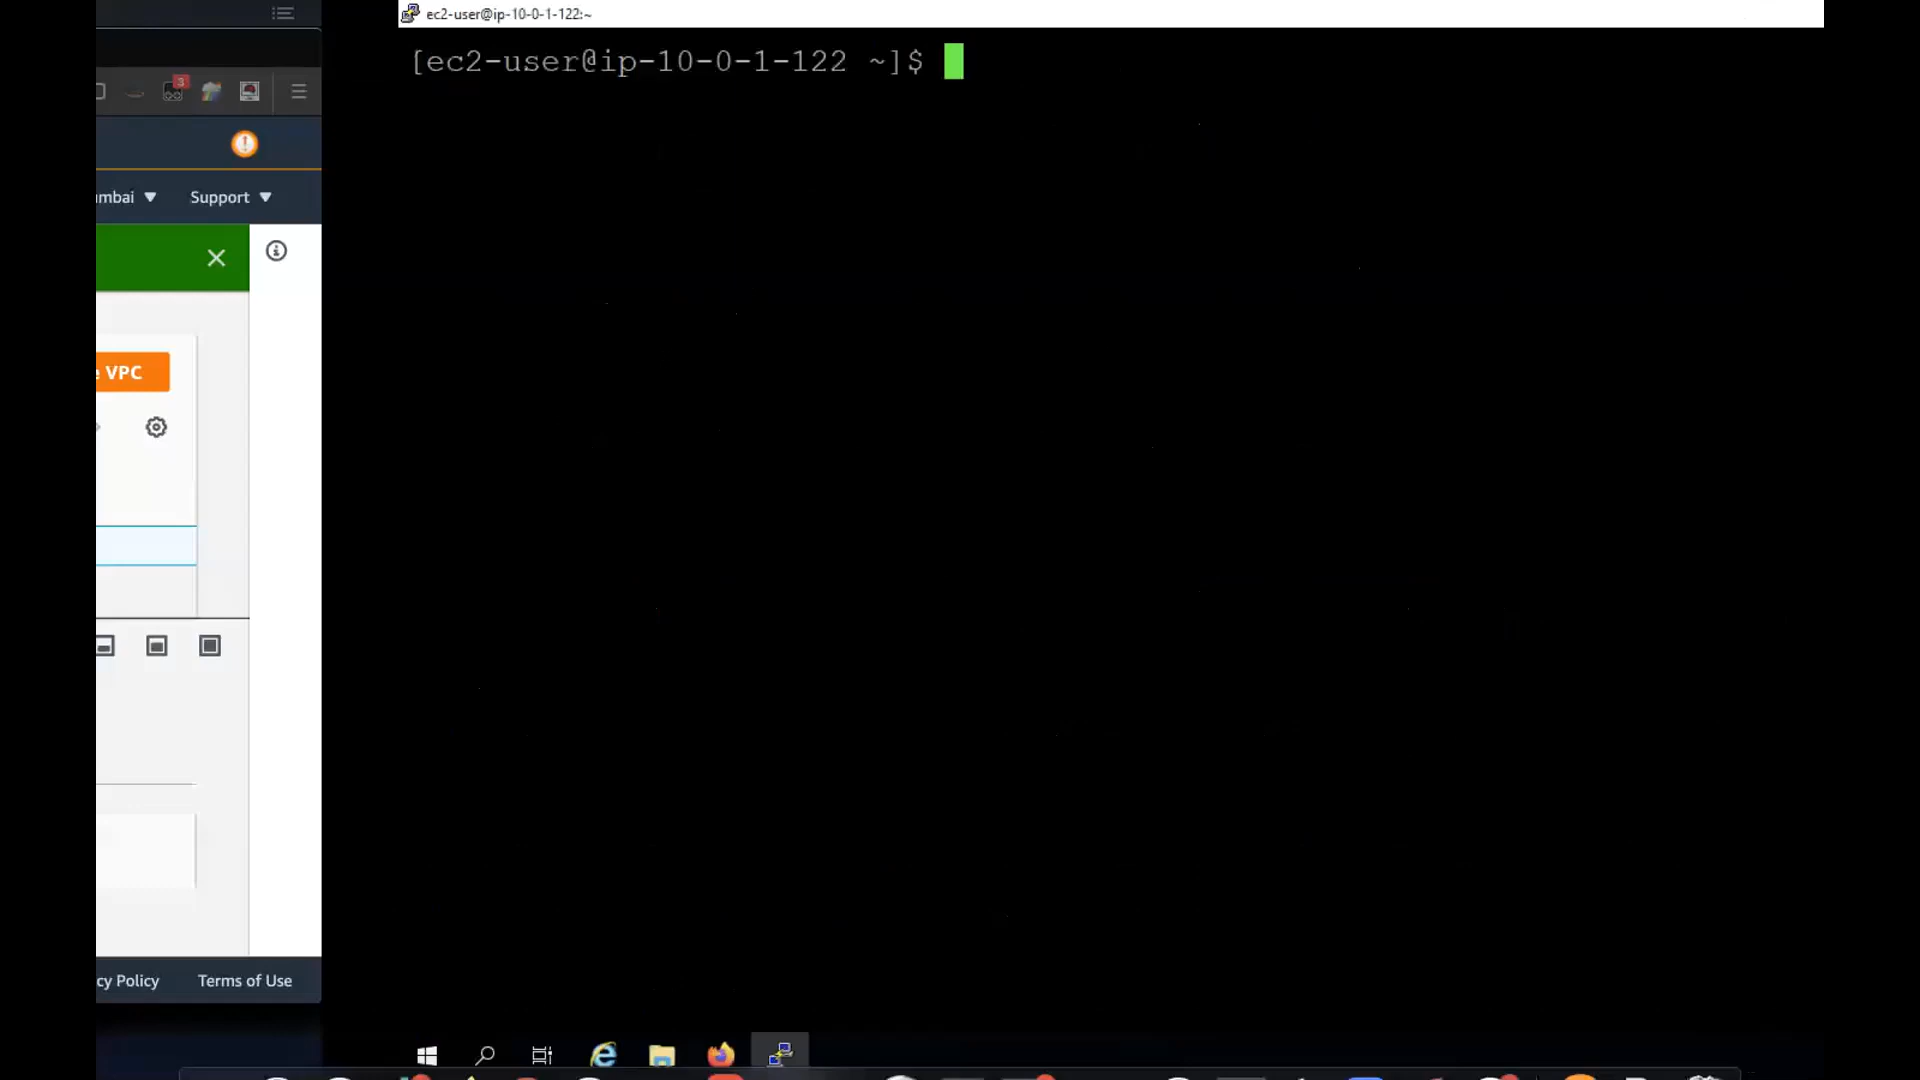 ec2-user@ip-10-0-1-122:~
[ec2-user@ip-10-0-1-122 ~]$
3
mbai
Support
VPC
cy Policy
Terms of Use